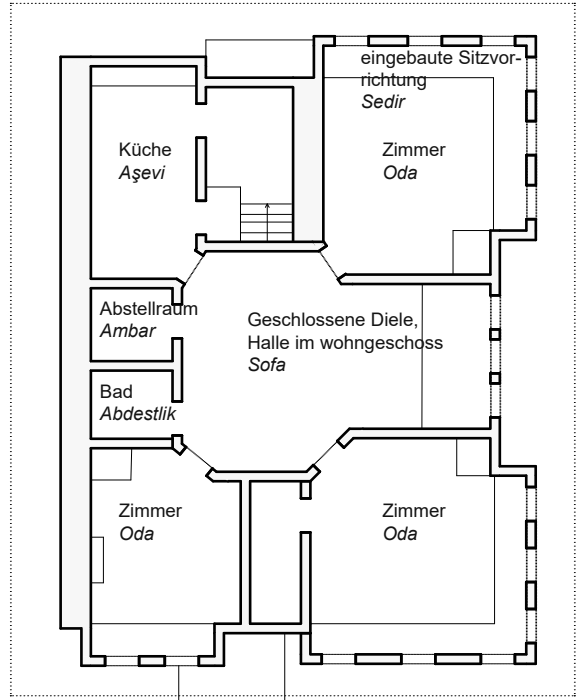 eingebaute Sitzvor-
richtung
Sedir
Küche
Aşevi
Zimmer
Oda
Abstellraum
Ambar
Geschlossene Diele,
Halle im wohngeschoss
Sofa
Bad
Abdestlik
Zimmer
Oda
Zimmer
Oda